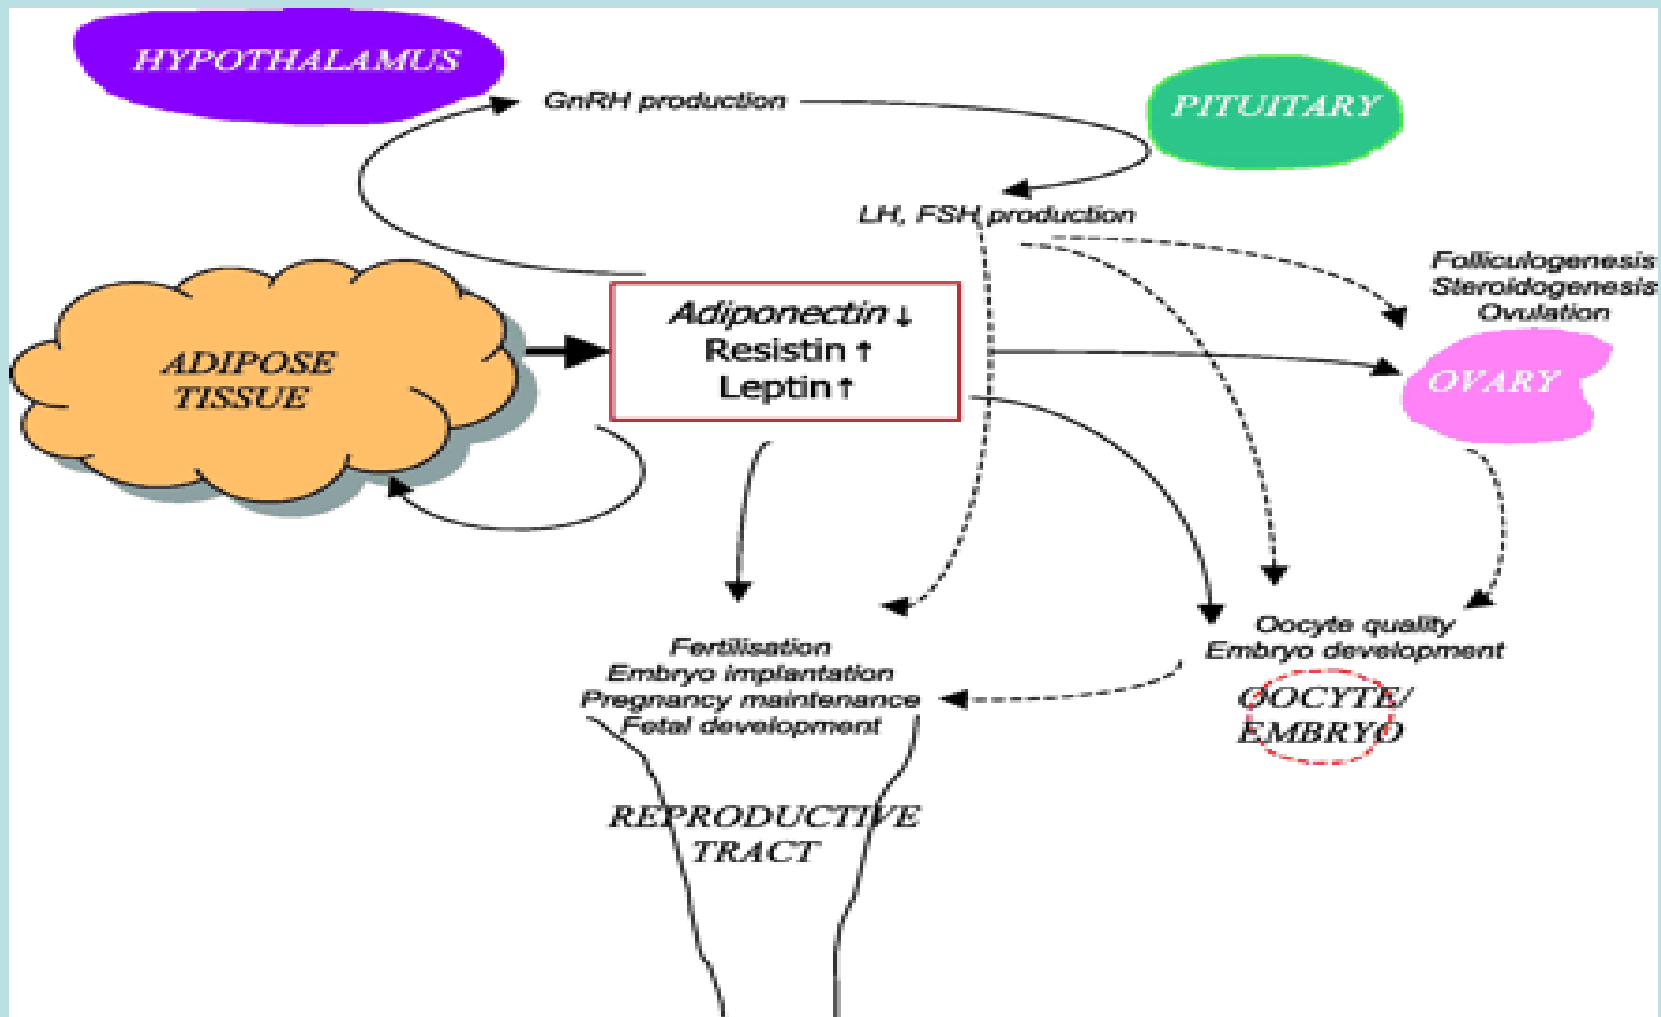 HYPOTHALAMUS
GnRH production
PITUITARY
LH, FSH production
Folliculogenesis
Steroidogenesis
Ovulation
OVARY
ADIPOSE
TISSUE
Adiponectin ↓
Resistin ↑
Leptin ↑
Fertilisation
Embryo implantation
Pregnancy maintenance
Fetal development
REPRODUCTIVE
TRACT
Oocyte quality
Embryo development
OOCYTE/
EMBRYO